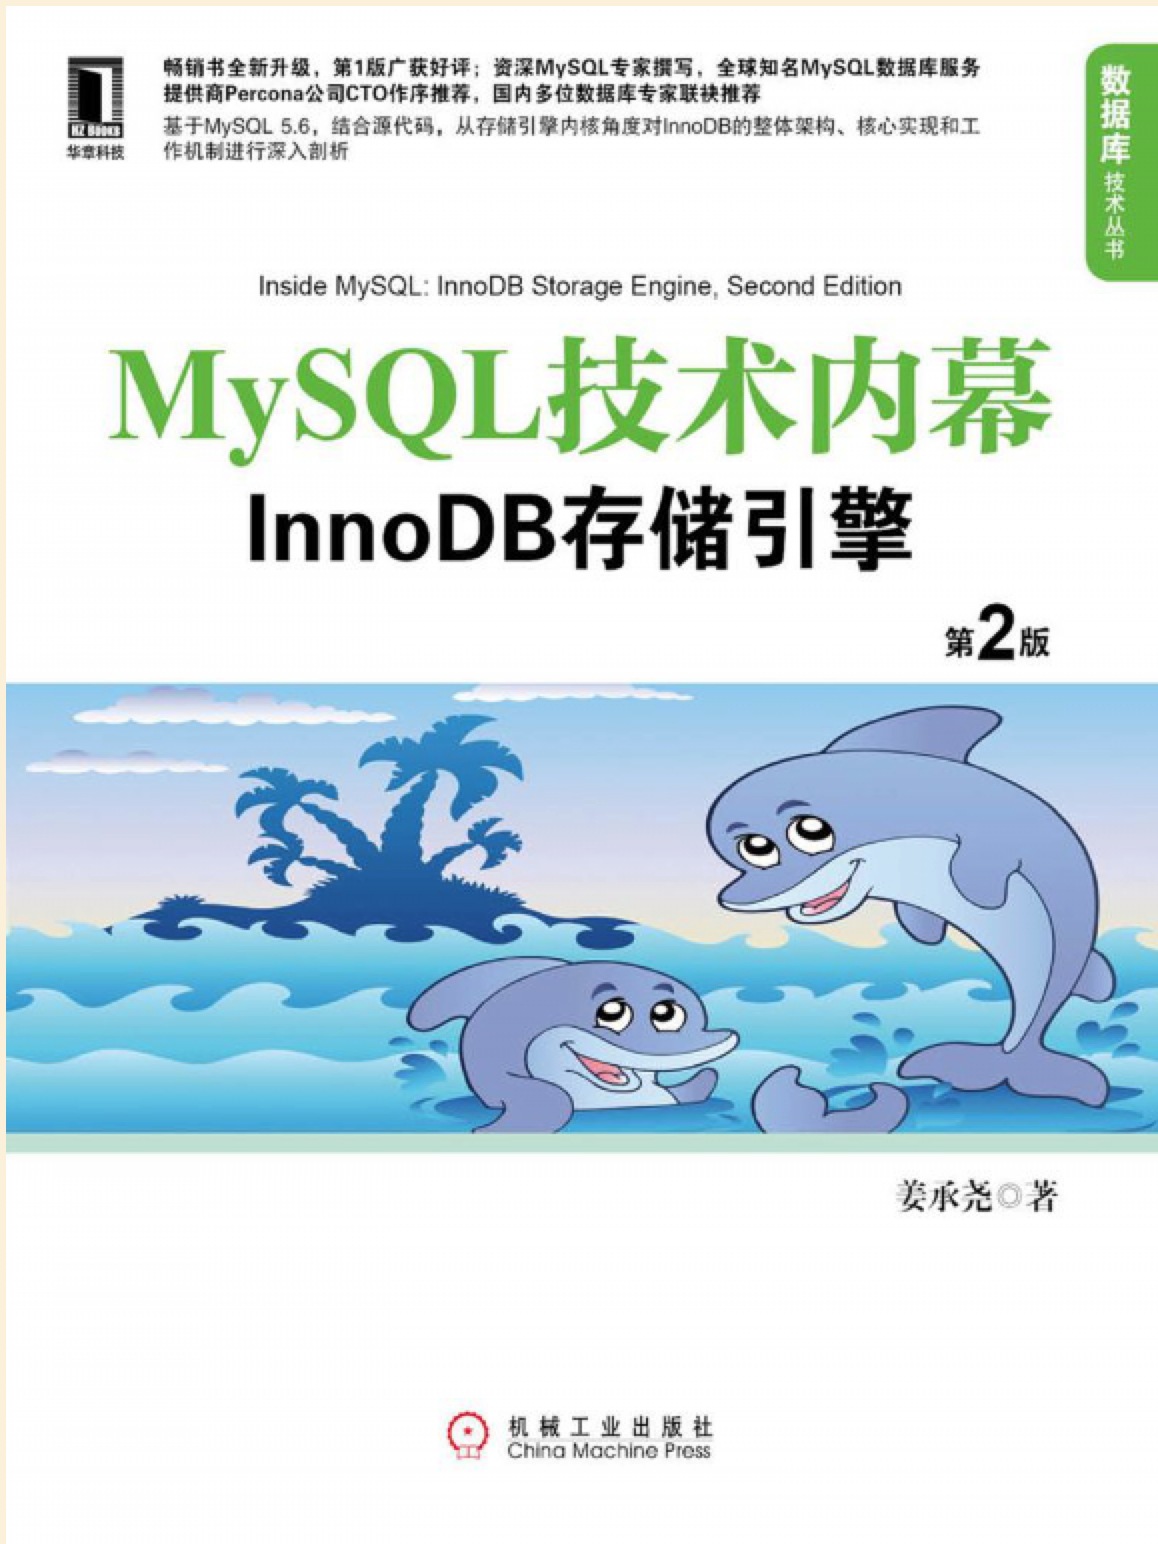 HZ Books
华章科技
畅销书全新升级，第1版广获好评；资深MySQL专家撰写，全球知名MySQL数据库服务
提供商Percona公司CTO作序推荐，国内多位数据库专家联袂推荐
基于MySQL 5.6，结合源代码，从存储引擎内核角度对InnoDB的整体架构、核心实现和工
作机制进行深入剖析
数据库技术丛书
Inside MySQL: InnoDB Storage Engine, Second Edition
MySQL技术内幕
InnoDB存储引擎
第2版
姜承尧◎著
机械工业出版社
China Machine Press